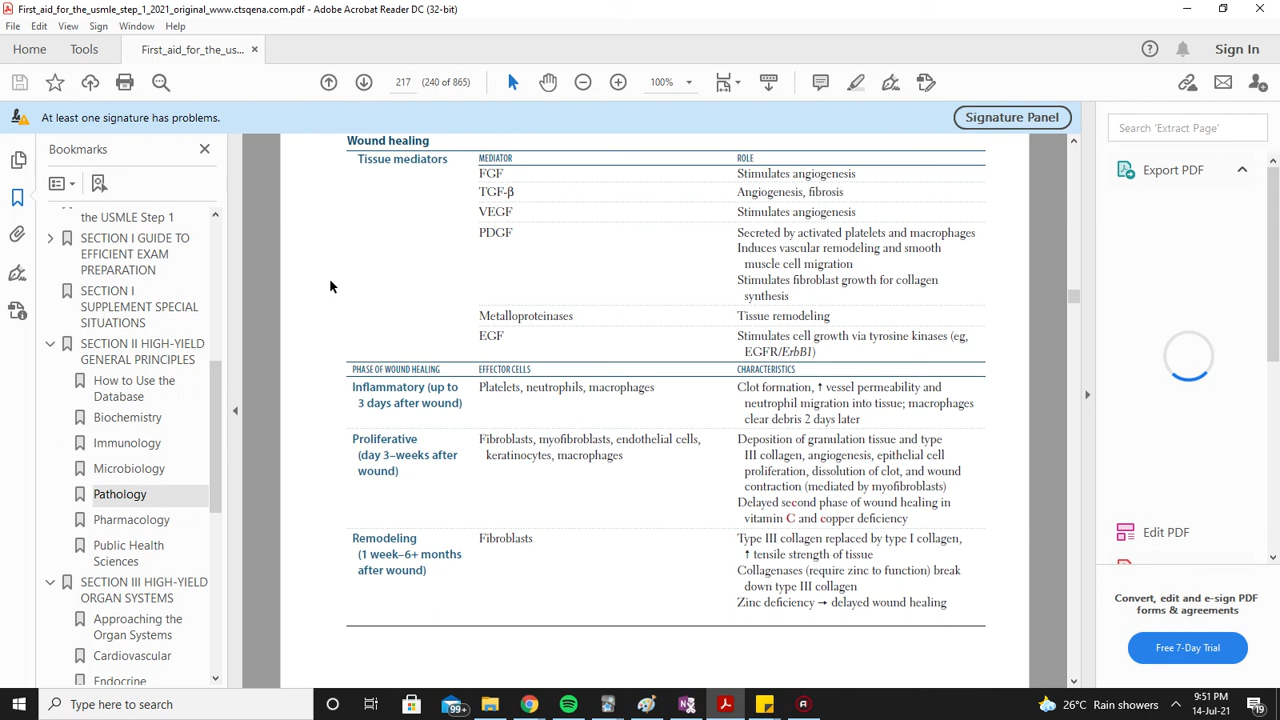 First_aid_for_the_usmle_step_1_2021_original_www.ctsqena.com.pdf - Adobe Acrobat Reader DC (32-bit)
File Edit View Sign Window Help
Home Tools First_aid_for_the_us... × Sign In
217 (240 of 865) 100%
At least one signature has problems. Signature Panel
Bookmarks
the USMLE Step 1
SECTION I GUIDE TO
EFFICIENT EXAM
PREPARATION
SECTION I
SUPPLEMENT SPECIAL
SITUATIONS
SECTION II HIGH-YIELD
GENERAL PRINCIPLES
How to Use the
Database
Biochemistry
Immunology
Microbiology
Pathology
Pharmacology
Public Health
Sciences
SECTION III HIGH-YIELD
ORGAN SYSTEMS
Approaching the
Organ Systems
Cardiovascular
Endocrine
Wound healing
Tissue mediators MEDIATOR ROLE
FGF Stimulates angiogenesis
TGF-β Angiogenesis, fibrosis
VEGF Stimulates angiogenesis
PDGF Secreted by activated platelets and macrophages
Induces vascular remodeling and smooth
muscle cell migration
Stimulates fibroblast growth for collagen
synthesis
Metalloproteinases Tissue remodeling
EGF Stimulates cell growth via tyrosine kinases (eg,
EGFR/ErbB1)
PHASE OF WOUND HEALING EFFECTOR CELLS CHARACTERISTICS
Inflammatory (up to Platelets, neutrophils, macrophages Clot formation, ↑ vessel permeability and
3 days after wound) neutrophil migration into tissue; macrophages
clear debris 2 days later
Proliferative Fibroblasts, myofibroblasts, endothelial cells, Deposition of granulation tissue and type
(day 3–weeks after keratinocytes, macrophages III collagen, angiogenesis, epithelial cell
wound) proliferation, dissolution of clot, and wound
contraction (mediated by myofibroblasts)
Delayed second phase of wound healing in
vitamin C and copper deficiency
Remodeling Fibroblasts Type III collagen replaced by type I collagen,
(1 week–6+ months ↑ tensile strength of tissue
after wound) Collagenases (require zinc to function) break
down type III collagen
Zinc deficiency → delayed wound healing
Search 'Extract Page'
Export PDF
Edit PDF
Convert, edit and e-sign PDF
forms & agreements
Free 7-Day Trial
Type here to search
99+
26°C Rain showers
9:51 PM
14-Jul-21
19